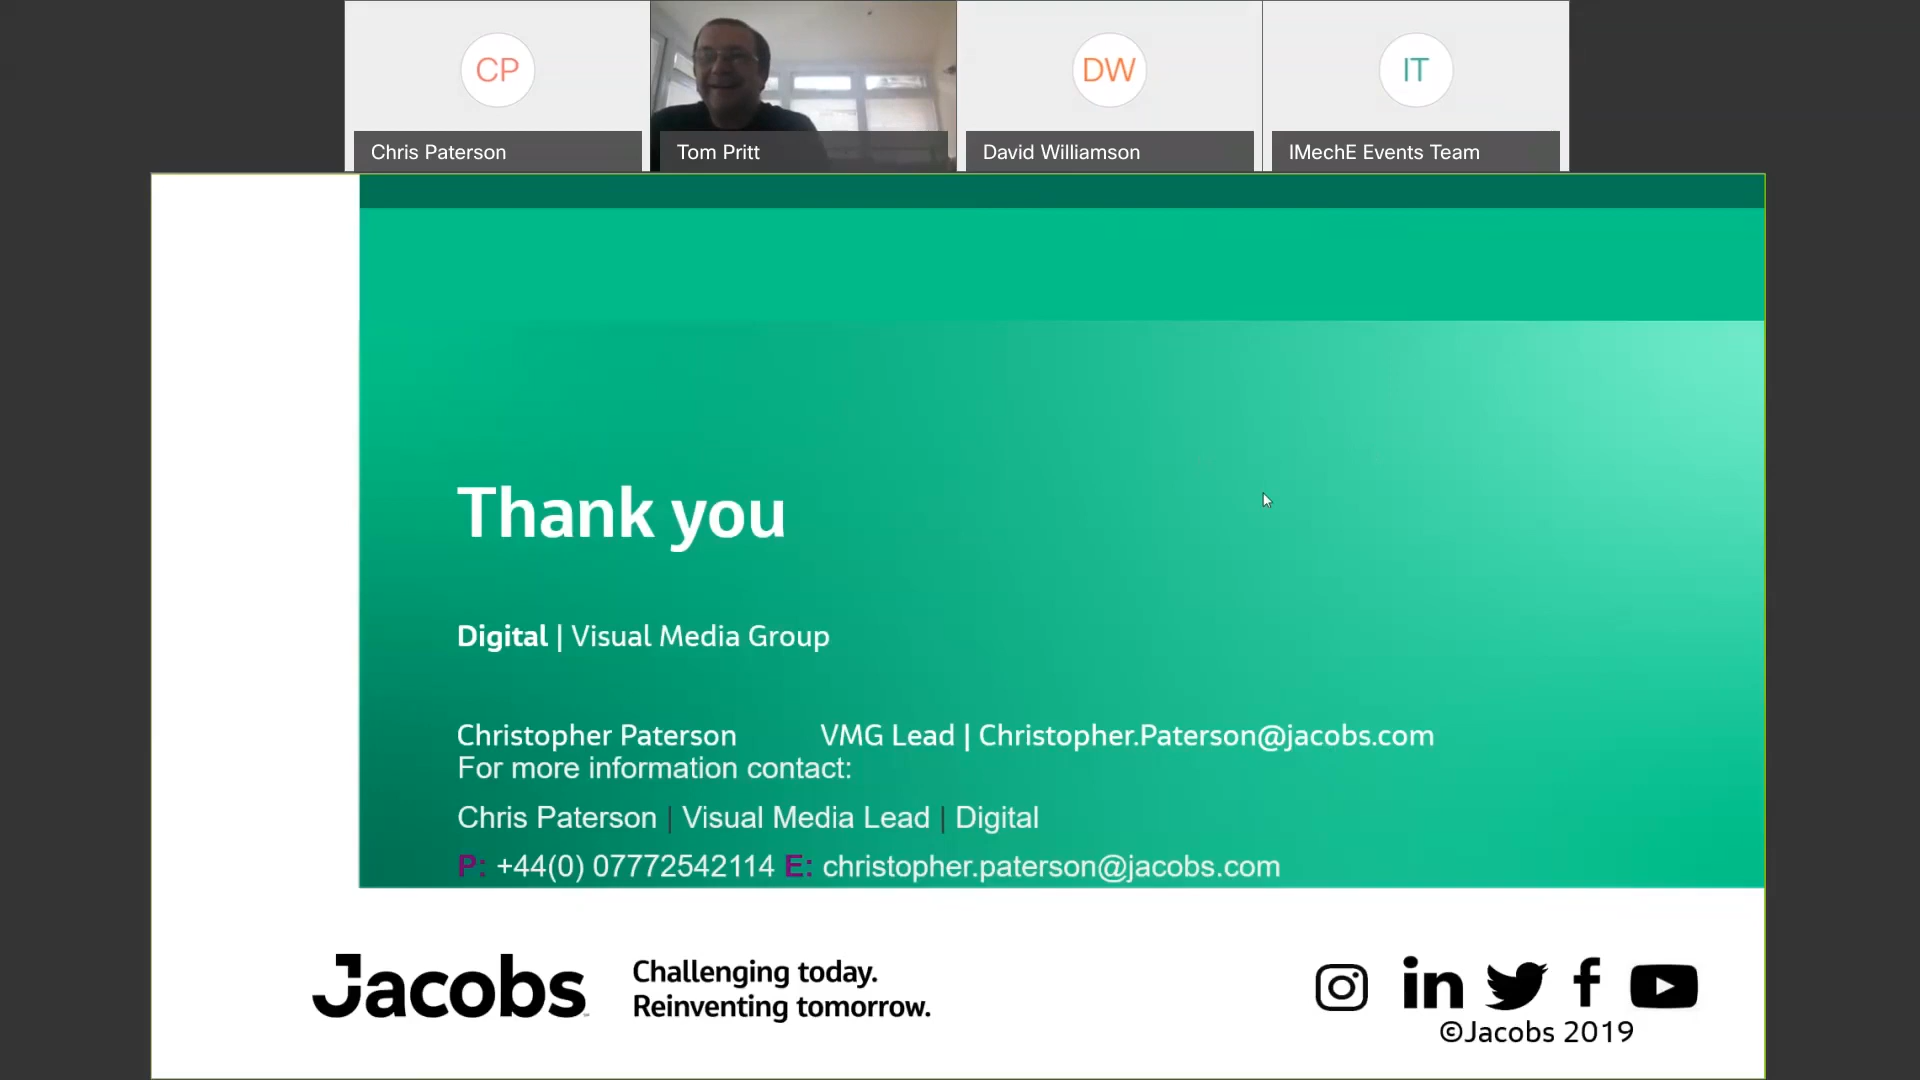 CP
DW
IT
Chris Paterson
Tom Pritt
David Williamson
IMechE Events Team
Thank you
Digital | Visual Media Group
Christopher Paterson VMG Lead | Christopher.Paterson@jacobs.com
For more information contact:
Chris Paterson | Visual Media Lead | Digital
P: +44(0) 07772542114 E: christopher.paterson@jacobs.com
Jacobs
Challenging today.
Reinventing tomorrow.
in
f
©Jacobs 2019